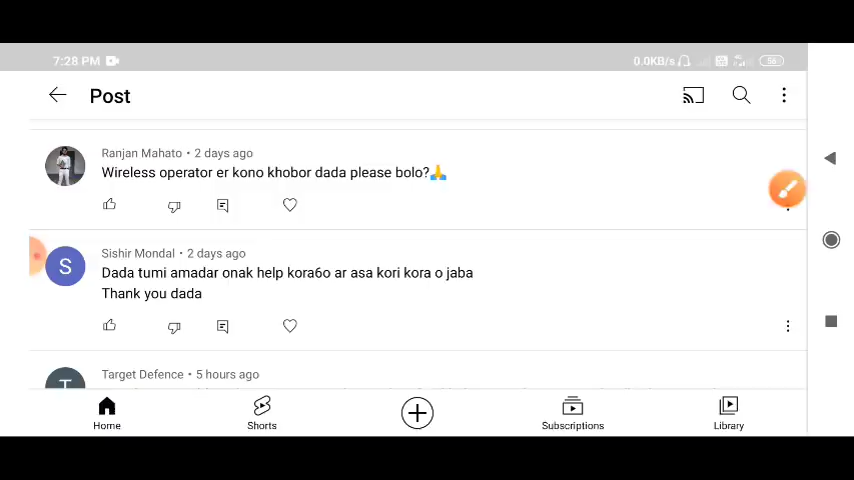 7:28 PM
0.0KB/s
56
Post
Ranjan Mahato • 2 days ago
Wireless operator er kono khobor dada please bolo?🙏
S
Sishir Mondal • 2 days ago
Dada tumi amadar onak help kora6o ar asa kori kora o jaba
Thank you dada
T
Target Defence • 5 hours ago
Home
Shorts
Subscriptions
Library